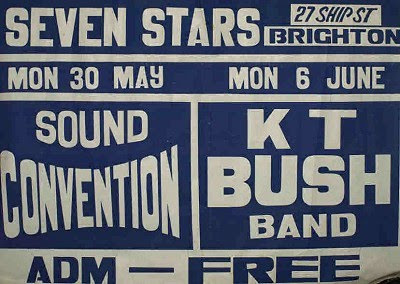 SEVEN STARS
27 SHIP ST
BRIGHTON
MON 30 MAY
MON 6 JUNE
SOUND
CONVENTION
K T
BUSH
BAND
ADM — FREE